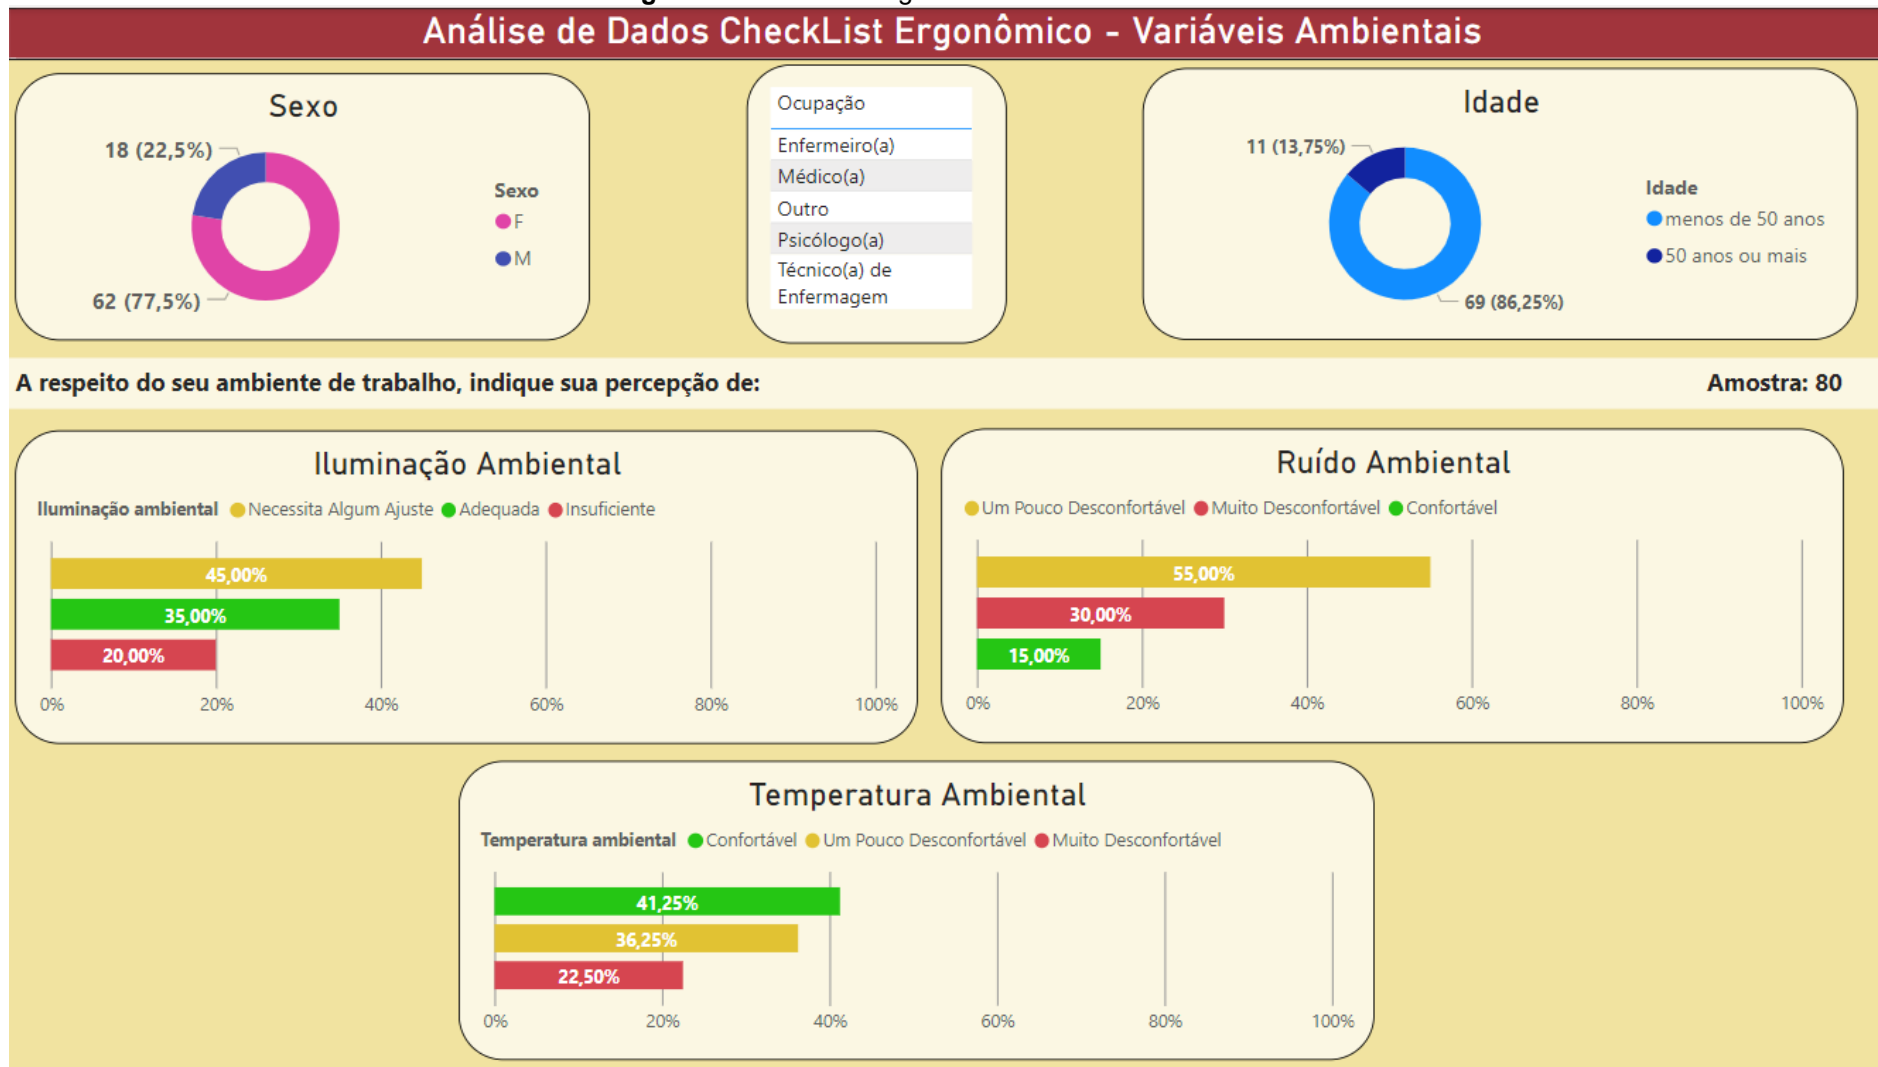 Análise de Dados CheckList Ergonômico - Variáveis Ambientais
Sexo
18 (22,5%)
62 (77,5%)
Sexo
F
M
Ocupação
Enfermeiro(a)
Médico(a)
Outro
Psicólogo(a)
Técnico(a) de
Enfermagem
Idade
11 (13,75%)
69 (86,25%)
Idade
menos de 50 anos
50 anos ou mais
A respeito do seu ambiente de trabalho, indique sua percepção de:
Amostra: 80
Iluminação Ambiental
Iluminação ambiental Necessita Algum Ajuste Adequada Insuficiente
45,00%
35,00%
20,00%
0% 20% 40% 60% 80% 100%
Ruído Ambiental
Um Pouco Desconfortável Muito Desconfortável Confortável
55,00%
30,00%
15,00%
0% 20% 40% 60% 80% 100%
Temperatura Ambiental
Temperatura ambiental Confortável Um Pouco Desconfortável Muito Desconfortável
41,25%
36,25%
22,50%
0% 20% 40% 60% 80% 100%